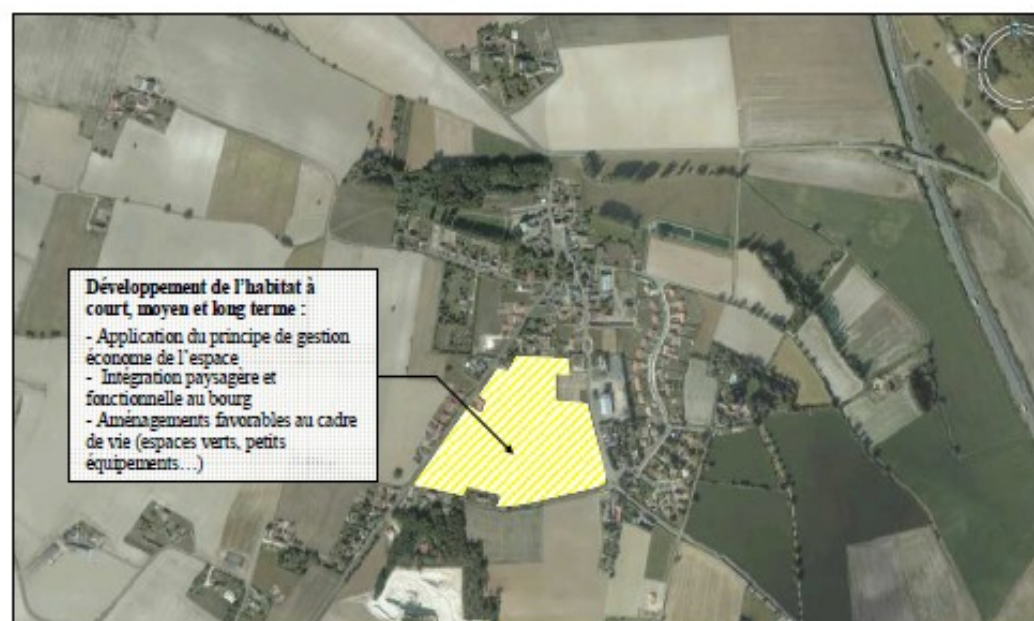 Développement de l’habitat à
court, moyen et long terme :
- Application du principe de gestion
économe de l’espace
- Intégration paysagère et
fonctionnelle au bourg
- Aménagements favorables au cadre
de vie (espaces verts, petits
équipements…)